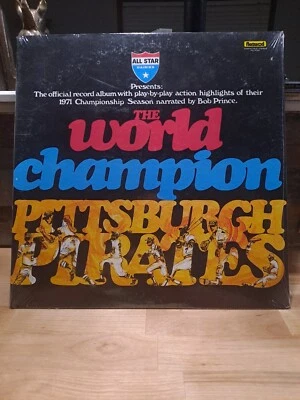 ALL STAR
Presents:
The official record album with play-by-play action highlights of their
1971 Championship Season narrated by Bob Prince.
THE
world
champion
PITTSBURGH
PIRATES